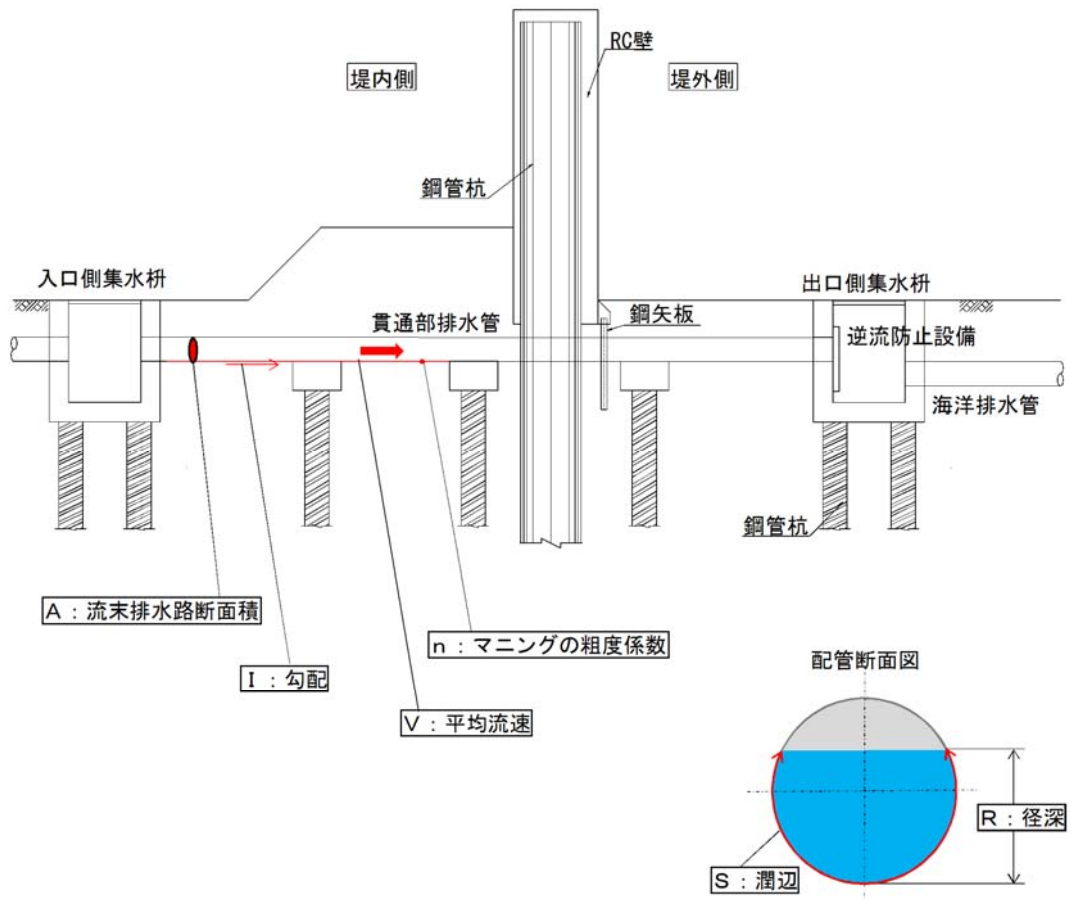 RC壁
堤内側
堤外側
鋼管杭
入口側集水枡
出口側集水枡
貫通部排水管
鋼矢板
逆流防止設備
海洋排水管
鋼管杭
A:流末排水路断面積
n:マニングの粗度係数
I:勾配
V:平均流速
配管断面図
R:径深
S:潤辺